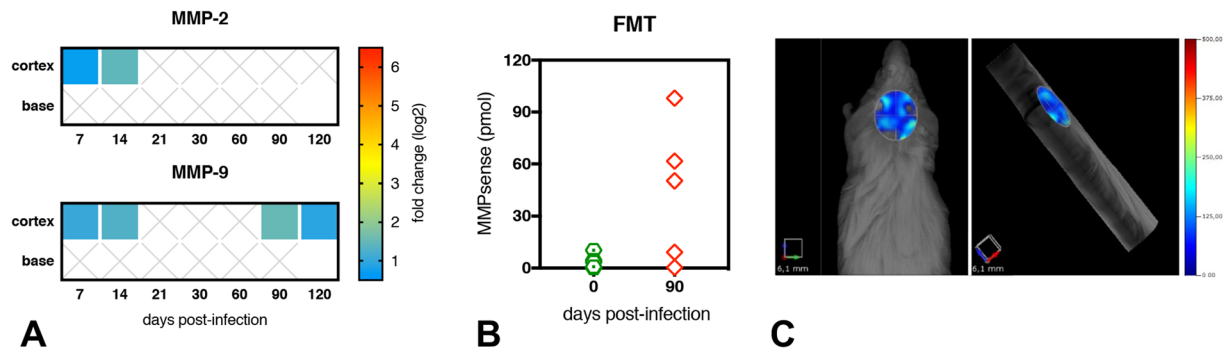 MMP-2
cortex
base
7 14 21 30 60 90 120
MMP-9
cortex
base
7 14 21 30 60 90 120
days post-infection
6
5
4
3
2
1
fold change (log2)
A
FMT
120
90
60
30
0
MMPsense (pmol)
0 90
days post-infection
B
6,1 mm
6,1 mm
500,00
375,00
250,00
125,00
0,00
C